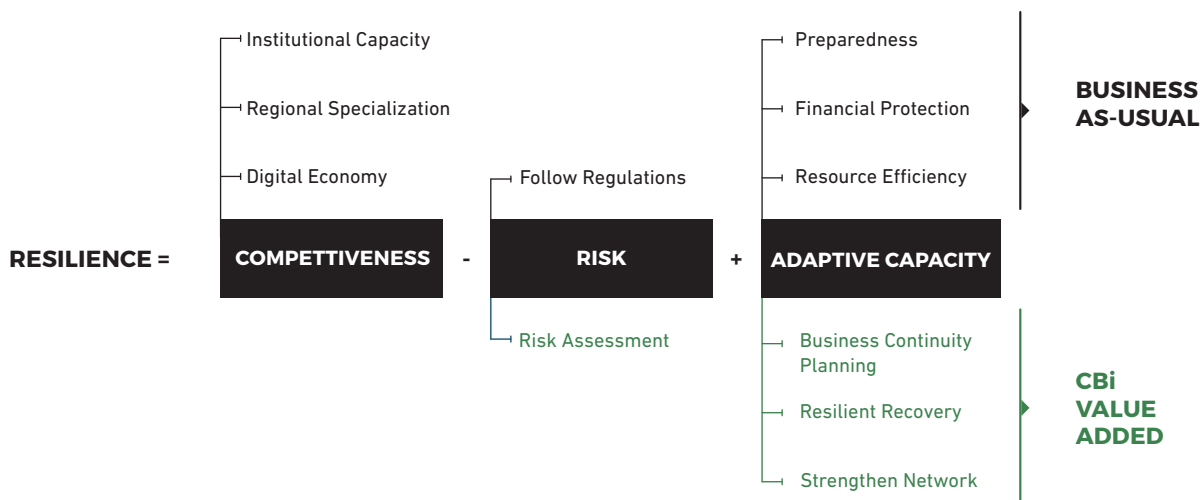 Institutional Capacity
Regional Specialization
Digital Economy
Follow Regulations
Preparedness
Financial Protection
Resource Efficiency
BUSINESS
AS-USUAL
RESILIENCE =
COMPETTIVENESS
-
RISK
+
ADAPTIVE CAPACITY
Risk Assessment
Business Continuity
Planning
Resilient Recovery
Strengthen Network
CBi
VALUE
ADDED